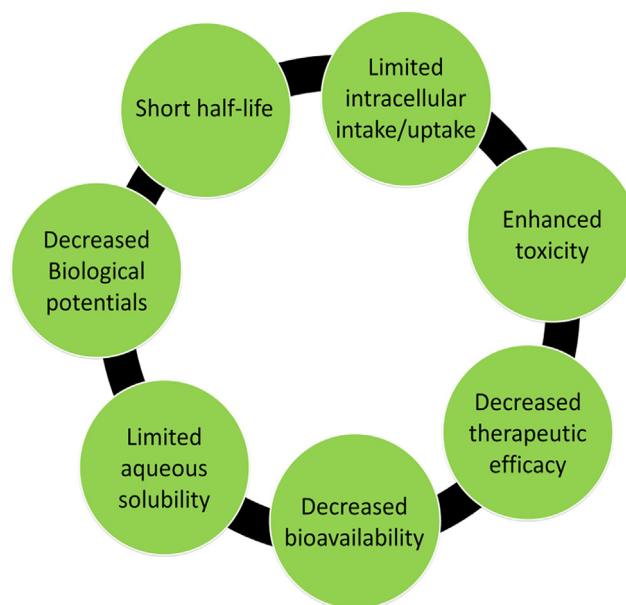 Short half-life
Limited
intracellular
intake/uptake
Enhanced
toxicity
Decreased
therapeutic
efficacy
Decreased
bioavailability
Limited
aqueous
solubility
Decreased
Biological
potentials